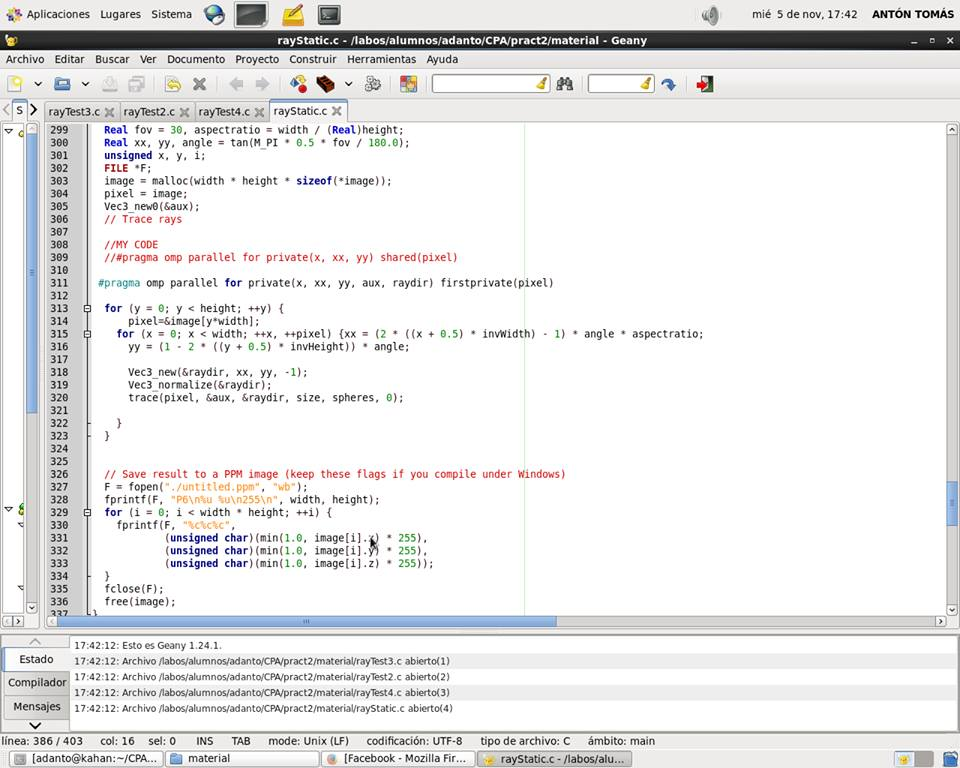 Aplicaciones Lugares Sistema mié 5 de nov, 17:42 ANTÓN TOMÁS
rayStatic.c - /labos/alumnos/adanto/CPA/pract2/material - Geany
Archivo Editar Buscar Ver Documento Proyecto Construir Herramientas Ayuda
S rayTest3.c rayTest2.c rayTest4.c rayStatic.c
299 Real fov = 30, aspectratio = width / (Real)height;
300 Real xx, yy, angle = tan(M_PI * 0.5 * fov / 180.0);
301 unsigned x, y, i;
302 FILE *F;
303 image = malloc(width * height * sizeof(*image));
304 pixel = image;
305 Vec3_new0(&aux);
306 // Trace rays
307
308 //MY CODE
309 //#pragma omp parallel for private(x, xx, yy) shared(pixel)
310
311 #pragma omp parallel for private(x, xx, yy, aux, raydir) firstprivate(pixel)
312
313 for (y = 0; y < height; ++y) {
314 pixel=&image[y*width];
315 for (x = 0; x < width; ++x, ++pixel) {xx = (2 * ((x + 0.5) * invWidth) - 1) * angle * aspectratio;
316 yy = (1 - 2 * ((y + 0.5) * invHeight)) * angle;
317
318 Vec3_new(&raydir, xx, yy, -1);
319 Vec3_normalize(&raydir);
320 trace(pixel, &aux, &raydir, size, spheres, 0);
321
322 }
323 }
324
325
326 // Save result to a PPM image (keep these flags if you compile under Windows)
327 F = fopen("./untitled.ppm", "wb");
328 fprintf(F, "P6\n%u %u\n255\n", width, height);
329 for (i = 0; i < width * height; ++i) {
330 fprintf(F, "%c%c%c",
331 (unsigned char)(min(1.0, image[i].x) * 255),
332 (unsigned char)(min(1.0, image[i].y) * 255),
333 (unsigned char)(min(1.0, image[i].z) * 255));
334 }
335 fclose(F);
336 free(image);
337 }
Estado
Compilador
Mensajes
17:42:12: Esto es Geany 1.24.1.
17:42:12: Archivo /labos/alumnos/adanto/CPA/pract2/material/rayTest3.c abierto(1)
17:42:12: Archivo /labos/alumnos/adanto/CPA/pract2/material/rayTest2.c abierto(2)
17:42:12: Archivo /labos/alumnos/adanto/CPA/pract2/material/rayTest4.c abierto(3)
17:42:12: Archivo /labos/alumnos/adanto/CPA/pract2/material/rayStatic.c abierto(4)
línea: 386 / 403 col: 16 sel: 0 INS TAB mode: Unix (LF) codificación: UTF-8 tipo de archivo: C ámbito: main
[adanto@kahan:~/CPA... material [Facebook - Mozilla Fir... rayStatic.c - /labos/alu...